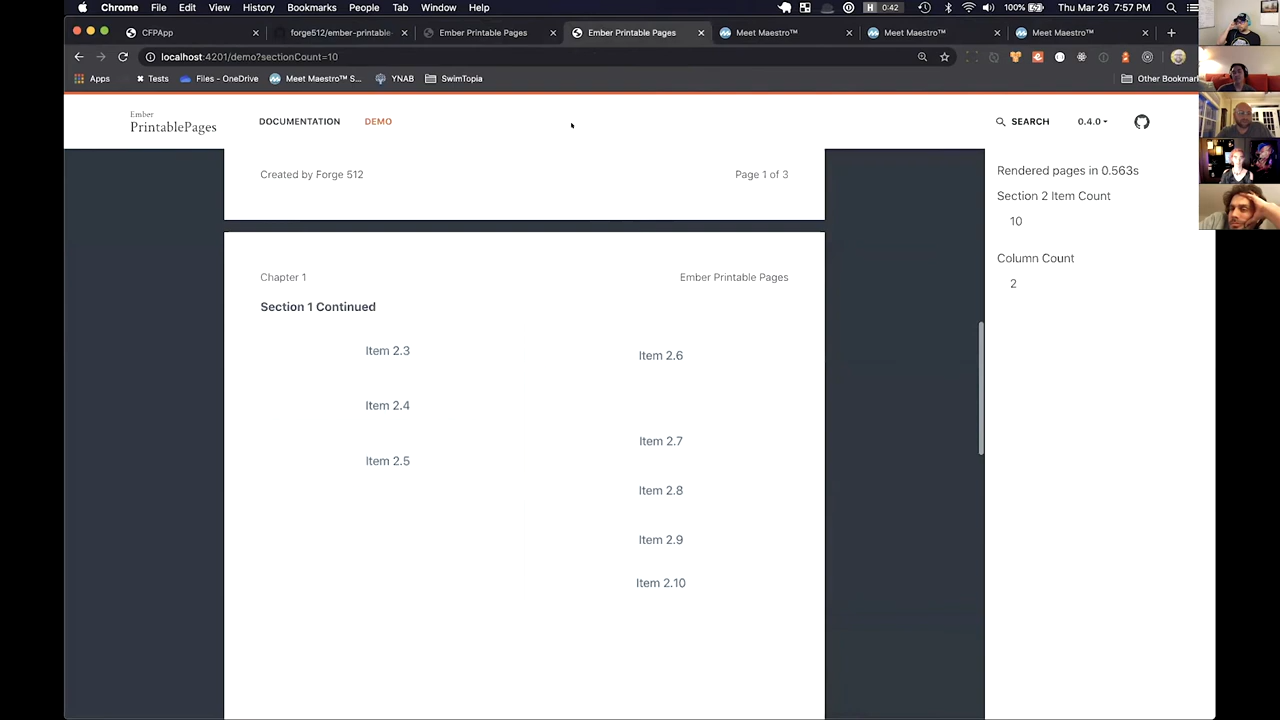 Chrome File Edit View History Bookmarks People Tab Window Help 0:42 100% Thu Mar 26 7:57 PM
CFPApp forge512/ember-printable- Ember Printable Pages Ember Printable Pages Meet Maestro™ Meet Maestro™ Meet Maestro™
localhost:4201/demo?sectionCount=10
Apps Tests Files - OneDrive Meet Maestro™ S... YNAB SwimTopia Other Bookmar
Ember
PrintablePages
DOCUMENTATION DEMO SEARCH 0.4.0
Created by Forge 512 Page 1 of 3
Rendered pages in 0.563s
Section 2 Item Count
10
Column Count
2
Chapter 1 Ember Printable Pages
Section 1 Continued
Item 2.3
Item 2.4
Item 2.5
Item 2.6
Item 2.7
Item 2.8
Item 2.9
Item 2.10